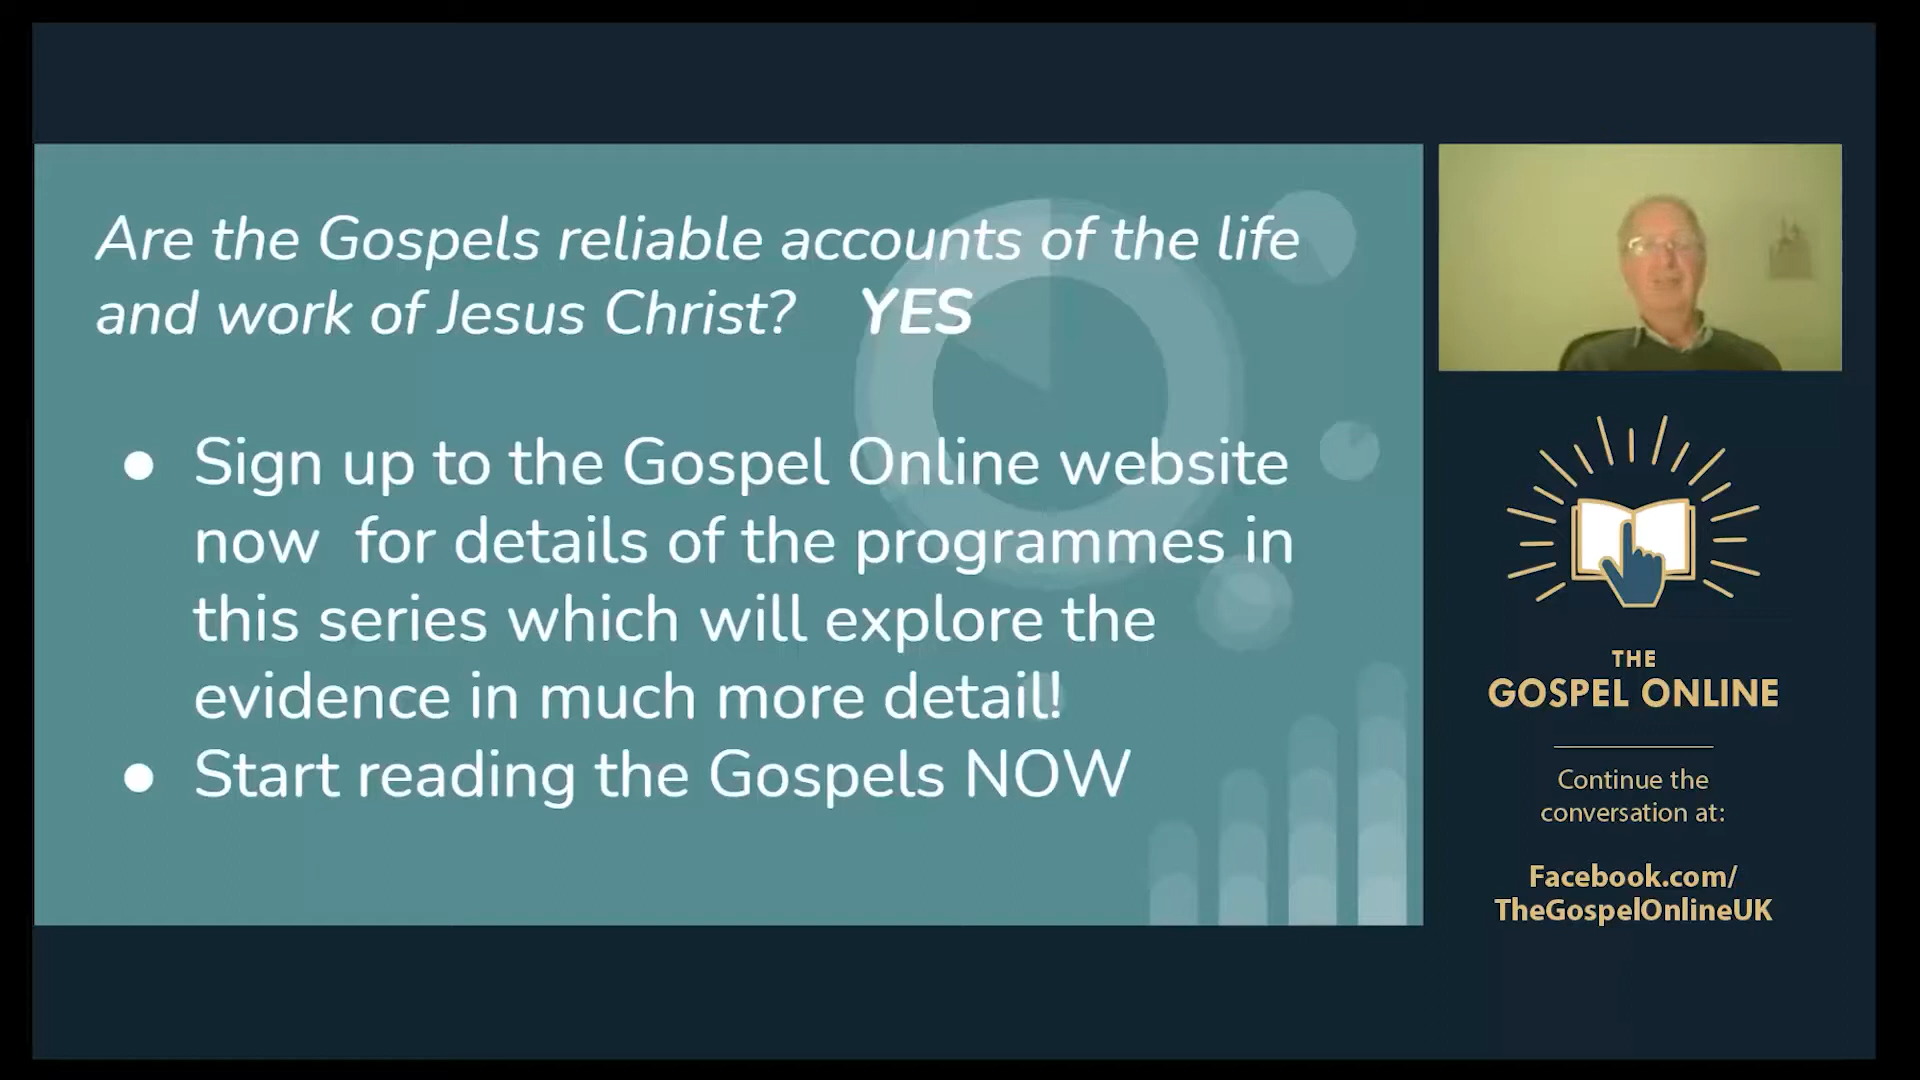 Are the Gospels reliable accounts of the life
and work of Jesus Christ? YES
● Sign up to the Gospel Online website
now for details of the programmes in
this series which will explore the
evidence in much more detail!
● Start reading the Gospels NOW
THE
GOSPEL ONLINE
Continue the
conversation at:
Facebook.com/
TheGospelOnlineUK